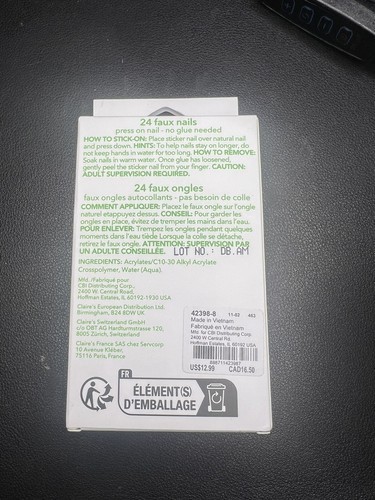 24 faux nails
press on nail - no glue needed
HOW TO STICK-ON: Place sticker nail over natural nail
and press down. HINTS: To help nails stay on longer, do
not keep hands in water for too long. HOW TO REMOVE:
Soak nails in warm water. Once glue has loosened,
gently peel the sticker nail from your finger. CAUTION:
ADULT SUPERVISION REQUIRED.
24 faux ongles
faux ongles autocollants - pas besoin de colle
COMMENT APPLIQUER: Placez le faux ongle sur l'ongle
naturel etappuyez dessus. CONSEIL: Pour garder les
ongles en place, évitez de tremper les mains dans l'eau.
POUR ENLEVER: Trempez les ongles pendant quelques
moments dans l'eau tiède Lorsque la colle se détache,
retirez le faux ongle. ATTENTION: SUPERVISION PAR
UN ADULTE CONSEILLÉE. LOT NO.: DB.AM
INGREDIENTS: Acrylates/C10-30 Alkyl Acrylate
Crosspolymer, Water (Aqua).
Mfd./Fabriqué pour
CBI Distributing Corp.,
2400 W. Central Road,
Hoffman Estates, IL 60192-1930 USA
Claire's European Distribution Ltd.
Birmingham, B24 8DW UK
Claire's Switzerland GmbH
c/o OBT AG Hardturmstrasse 120,
8005 Zürich, Switzerland
Claire's France SAS chez Servcorp
10 Avenue Kléber,
75116 Paris, France
42398-8 11-02 463
Made in Vietnam
Fabriqué en Vietnam
Mfd. for CBI Distributing Corp.
2400 W Central Rd
Hoffman Estates, IL 60192 USA
US$12.99 CAD16.50
FR
ÉLÉMENT(S)
D'EMBALLAGE